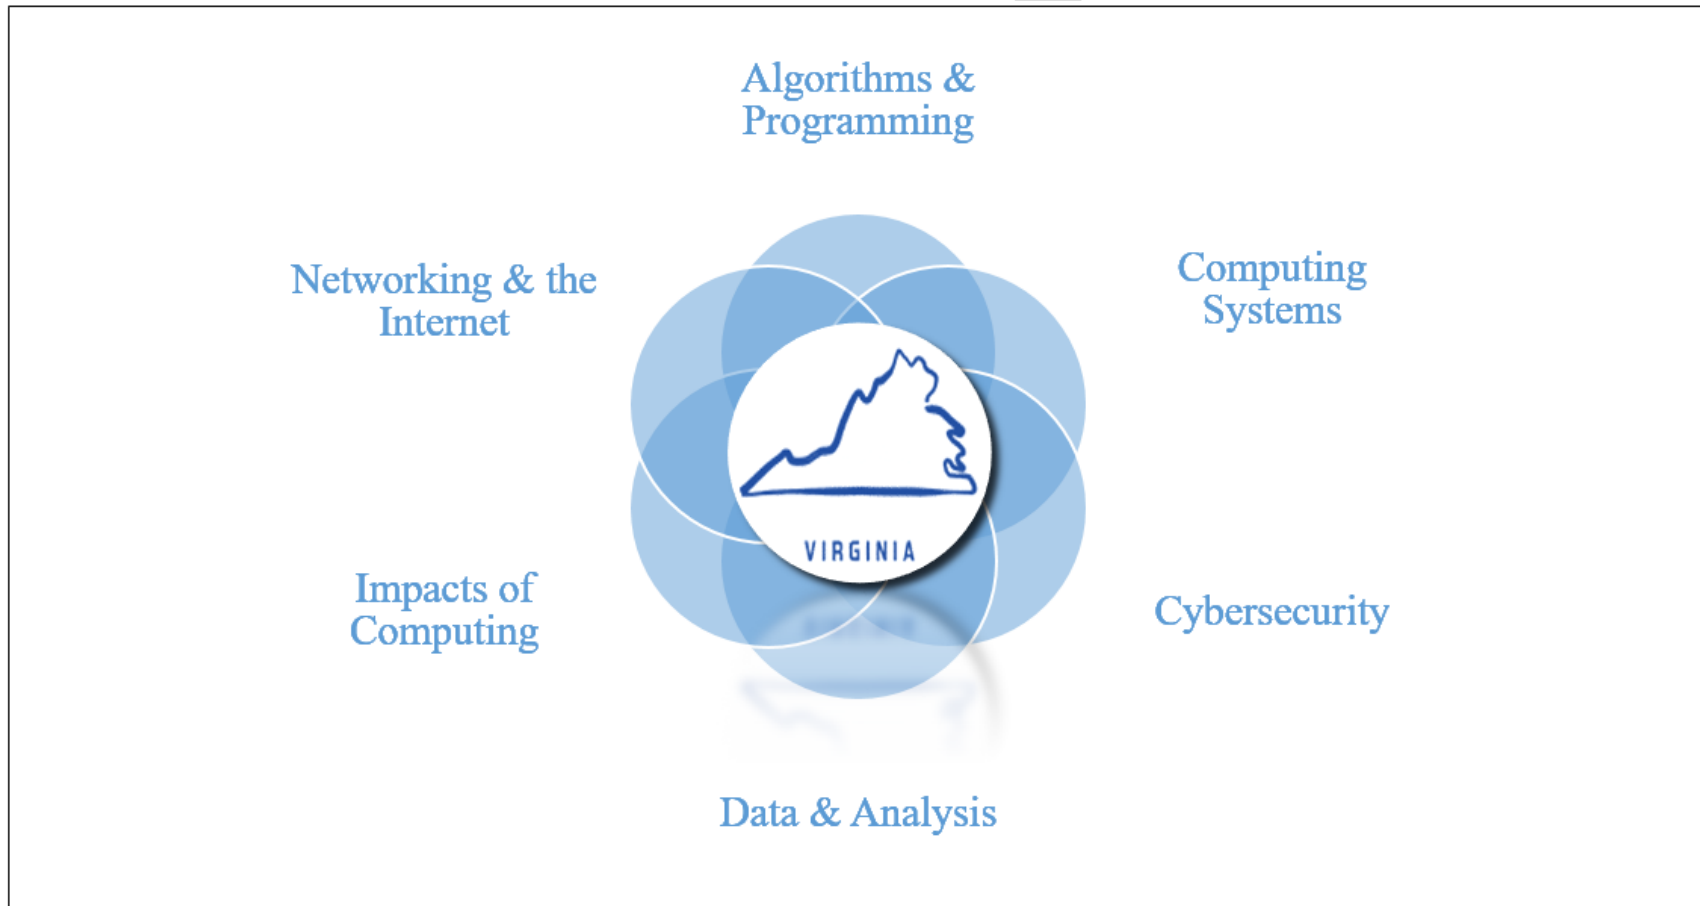 Algorithms &
Programming
Computing
Systems
Cybersecurity
Data & Analysis
Impacts of
Computing
Networking & the
Internet
VIRGINIA